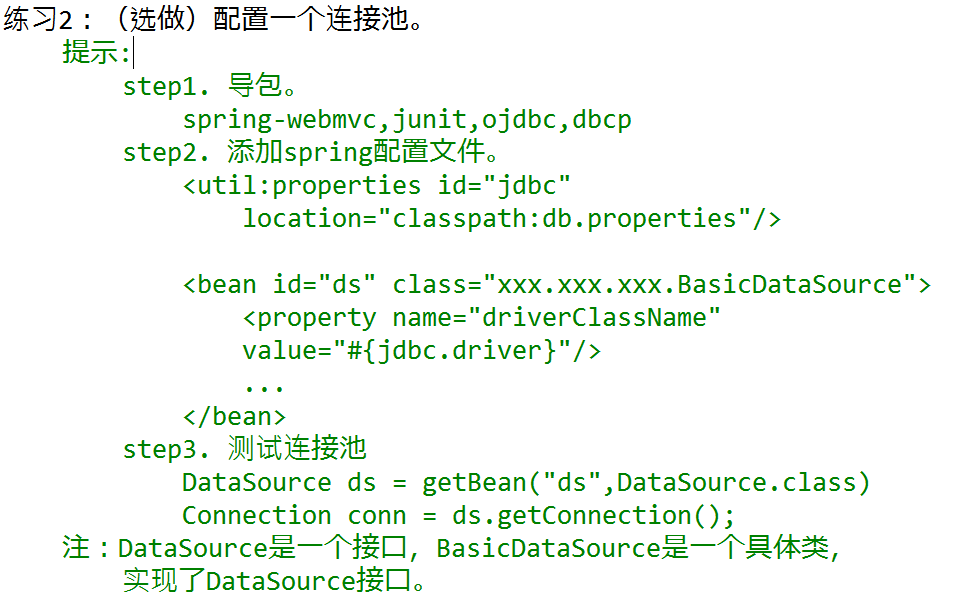 练习2：（选做）配置一个连接池。
提示:
step1. 导包。
spring-webmvc,junit,ojdbc,dbcp
step2. 添加spring配置文件。
<util:properties id="jdbc"
location="classpath:db.properties"/>
<bean id="ds" class="xxx.xxx.xxx.BasicDataSource">
<property name="driverClassName"
value="#{jdbc.driver}"/>
...
</bean>
step3. 测试连接池
DataSource ds = getBean("ds",DataSource.class)
Connection conn = ds.getConnection();
注：DataSource是一个接口，BasicDataSource是一个具体类，
实现了DataSource接口。